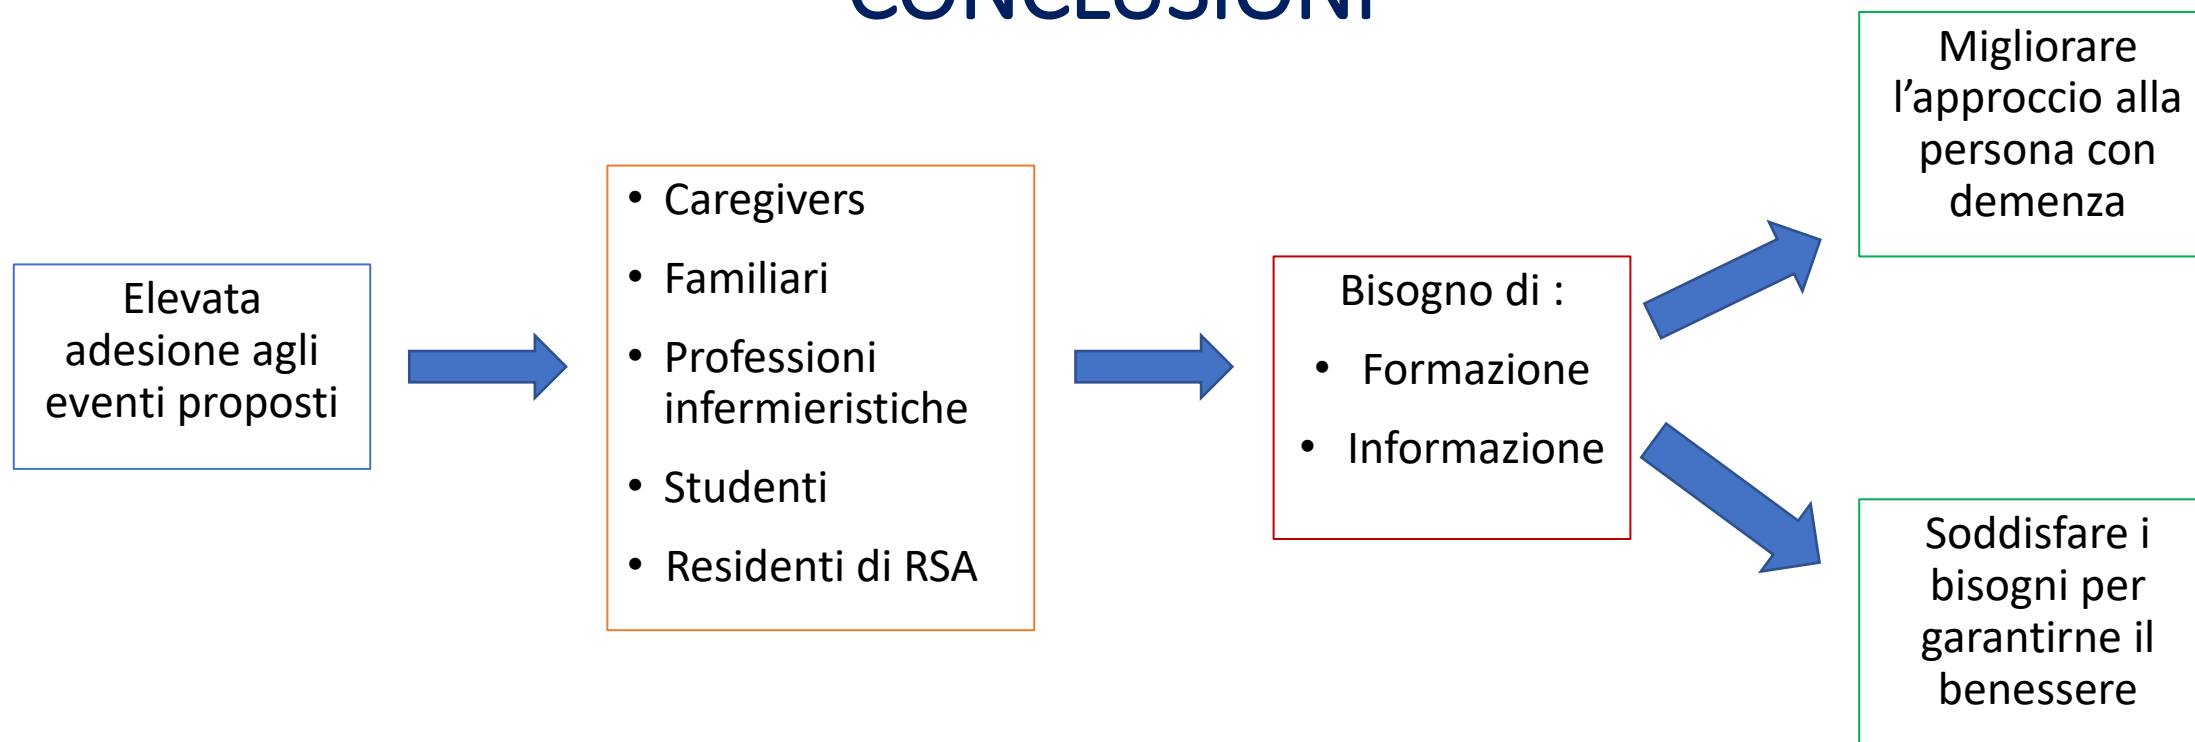 CONCLUSIONI
Elevata
adesione agli
eventi proposti
• Caregivers
• Familiari
• Professioni
infermieristiche
• Studenti
• Residenti di RSA
Bisogno di :
• Formazione
• Informazione
Migliorare
l’approccio alla
persona con
demenza
Soddisfare i
bisogni per
garantirne il
benessere